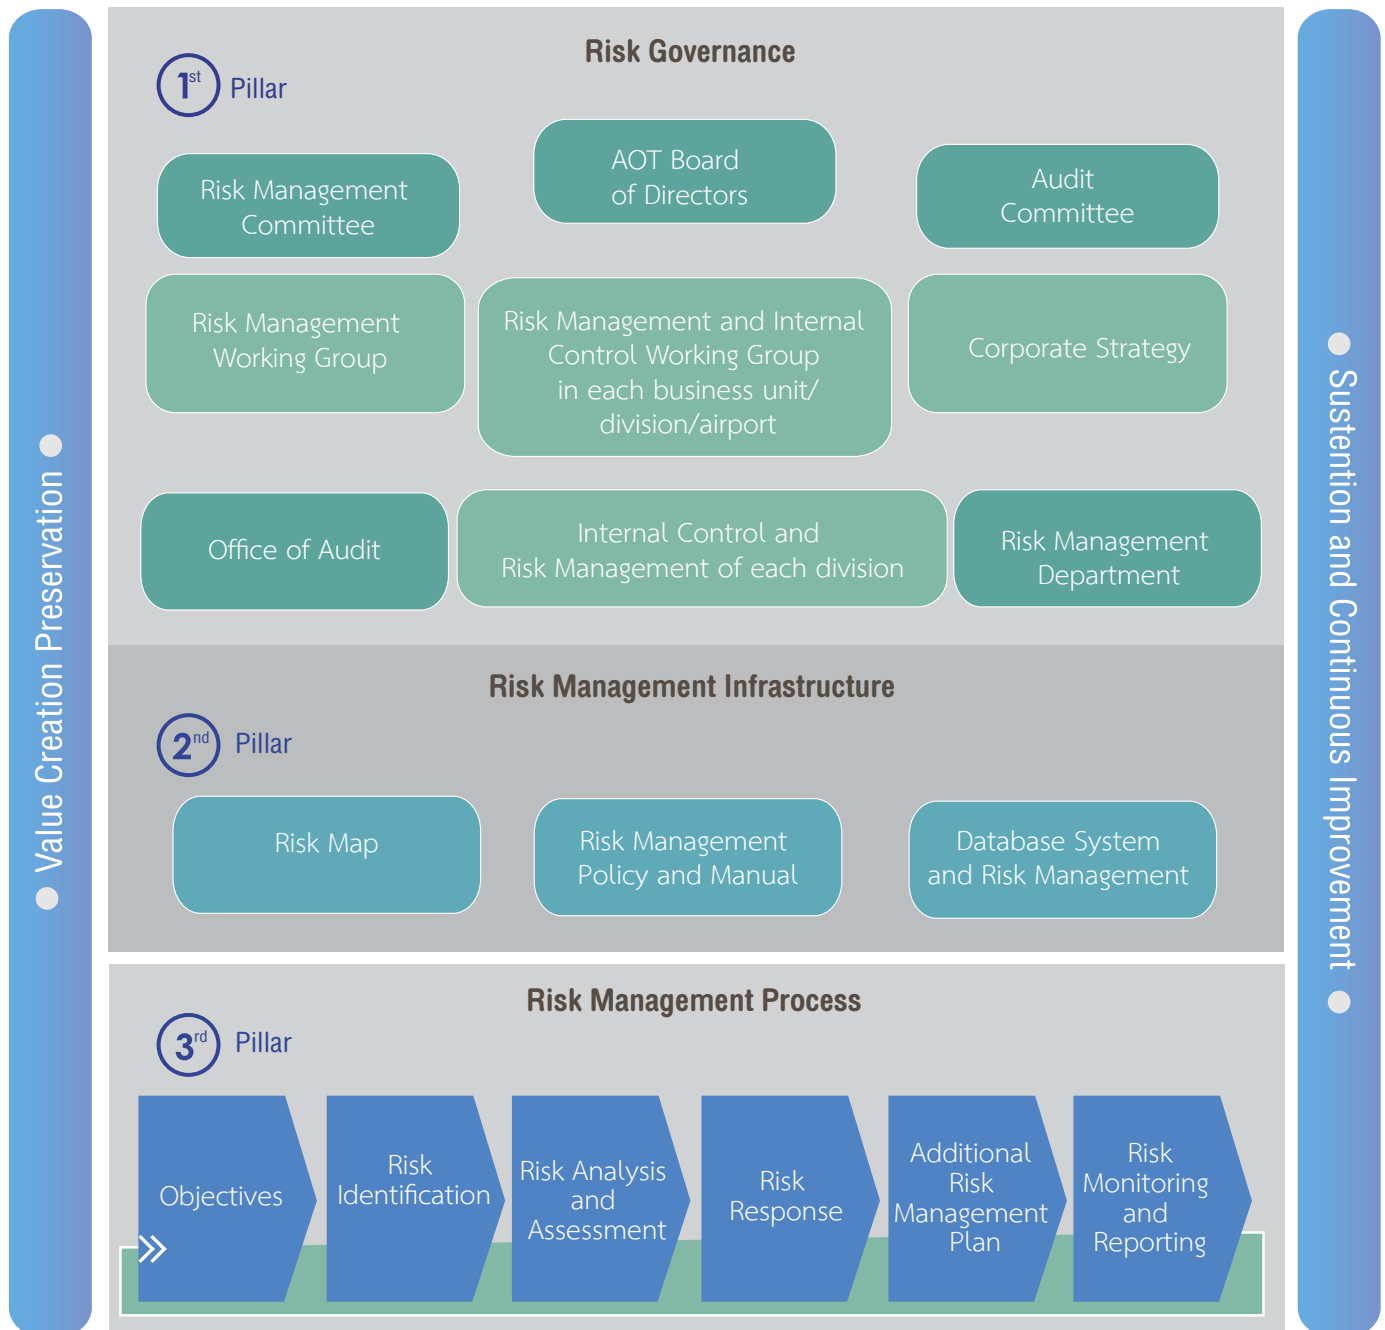 Value Creation Preservation
Risk Governance
1st Pillar
Risk Management
Committee
AOT Board
of Directors
Audit
Committee
Risk Management
Working Group
Risk Management and Internal
Control Working Group
in each business unit/
division/airport
Corporate Strategy
Office of Audit
Internal Control and
Risk Management of each division
Risk Management
Department
Risk Management Infrastructure
2nd Pillar
Risk Map
Risk Management
Policy and Manual
Database System
and Risk Management
Risk Management Process
3rd Pillar
Objectives
Risk
Identification
Risk Analysis
and
Assessment
Risk
Response
Additional
Risk
Management
Plan
Risk
Monitoring
and
Reporting
Sustention and Continuous Improvement